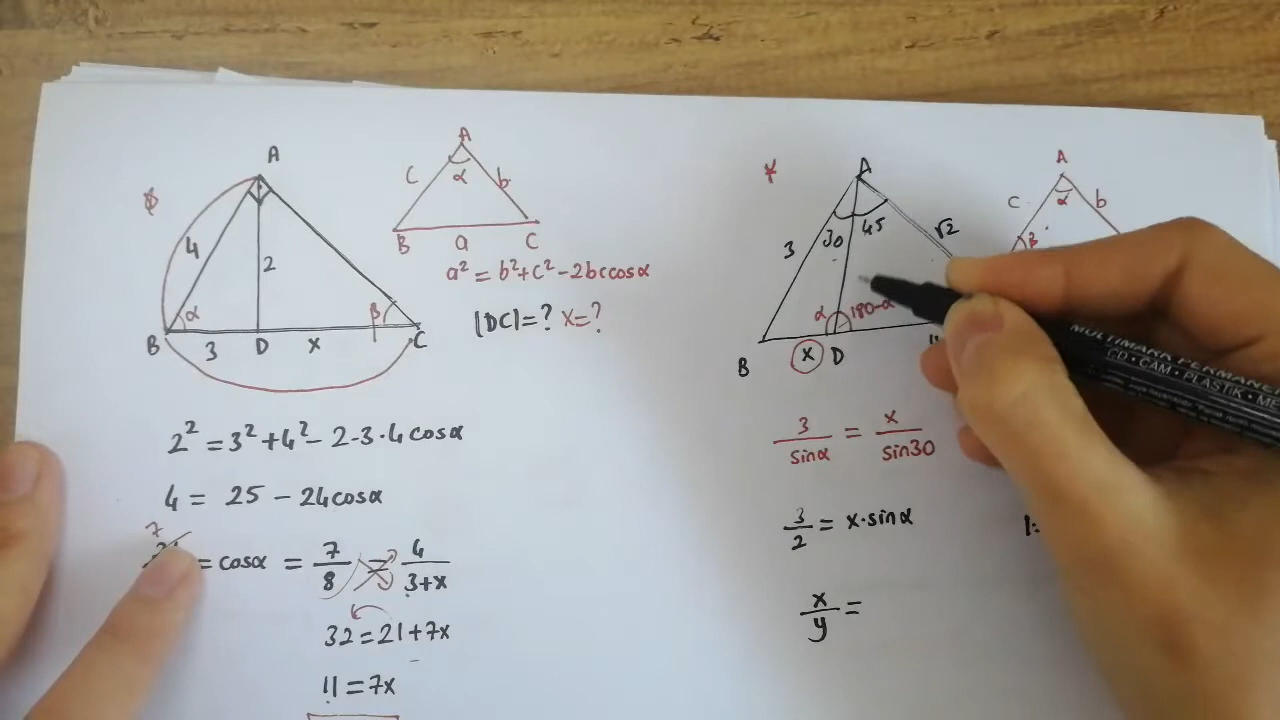 A
4
2
α
β
B
3
D
x
C
A
c
α
b
B
a
C
a² = b² + c² - 2bc cosα
|DC| = ? x = ?
2² = 3² + 4² - 2·3·4 cosα
4 = 25 - 24cosα
7
= cosα = 7/8 = 4/3+x
32 = 21 + 7x
11 = 7x
A
30
45
3
√2
α
180-α
B
x
D
3/sinα = x/sin30
3/2 = x·sinα
x/y =
A
c
α
b
β
MULTIMARK PERMANE
CD • CAM • PLASTIK • ME